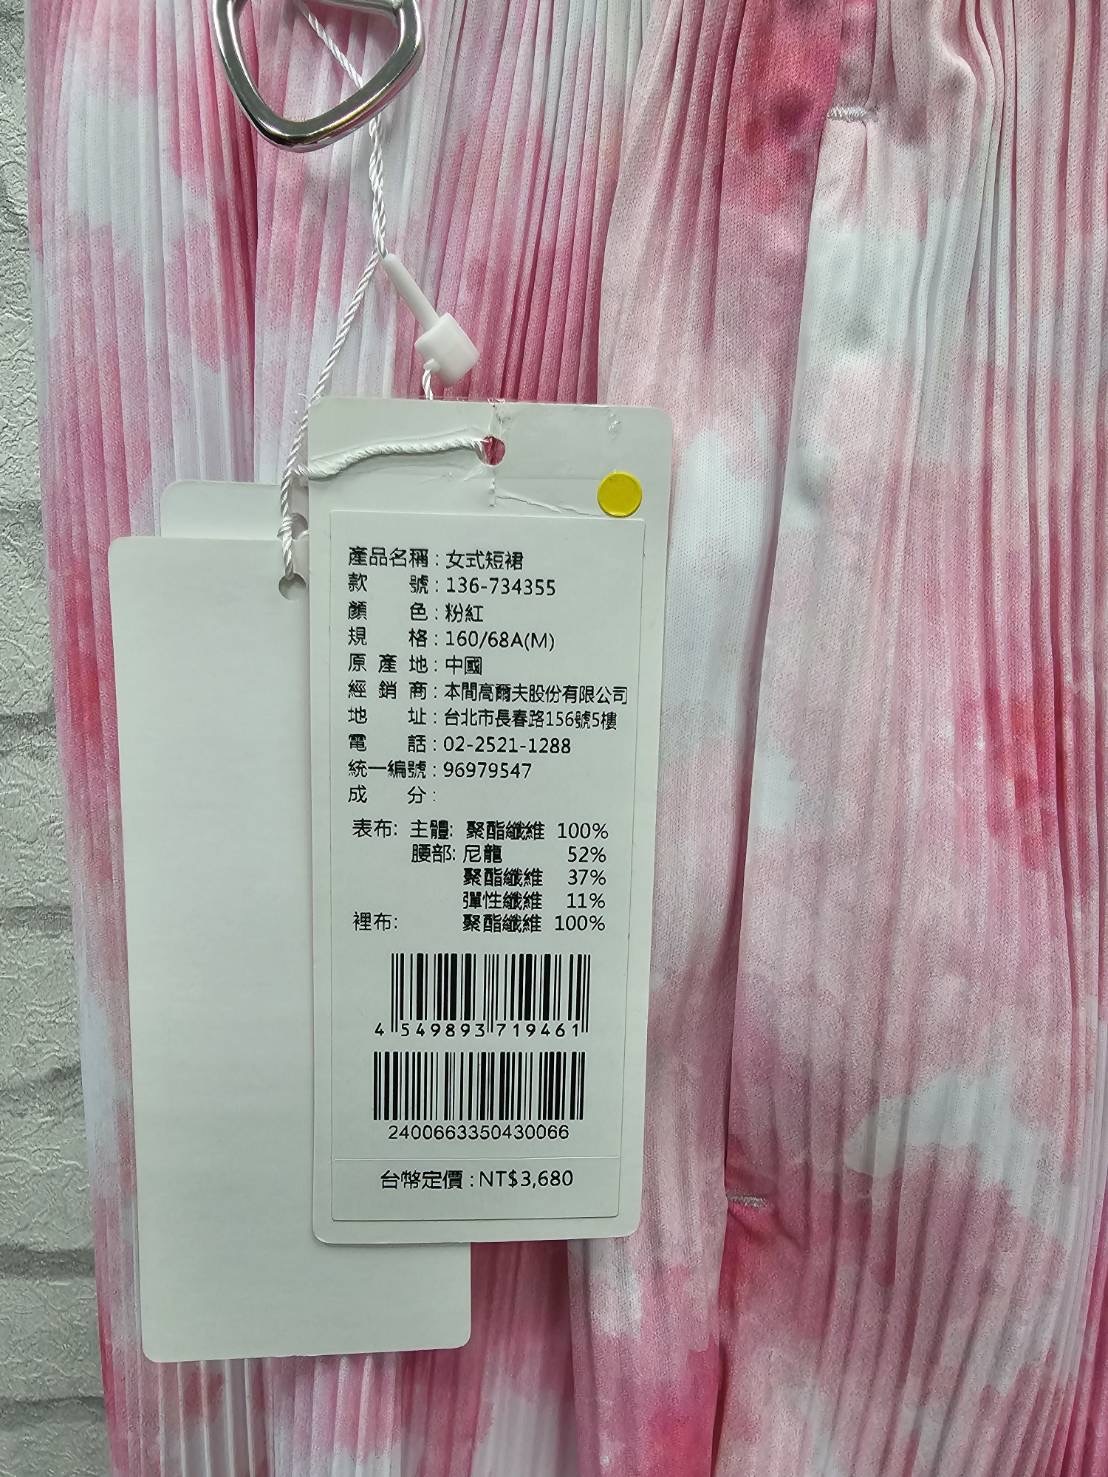 產品名稱：女式短裙
款　　號：136-734355
顏　　色：粉紅
規　　格：160/68A(M)
原 產 地：中國
經 銷 商：本間高爾夫股份有限公司
地　　址：台北市長春路156號5樓
電　　話：02-2521-1288
統一編號：96979547
成　　分：
表布: 主體: 聚酯纖維 100%
腰部: 尼龍 52%
聚酯纖維 37%
彈性纖維 11%
裡布: 聚酯纖維 100%
4 549893 719461
2400663350430066
台幣定價：NT$3,680